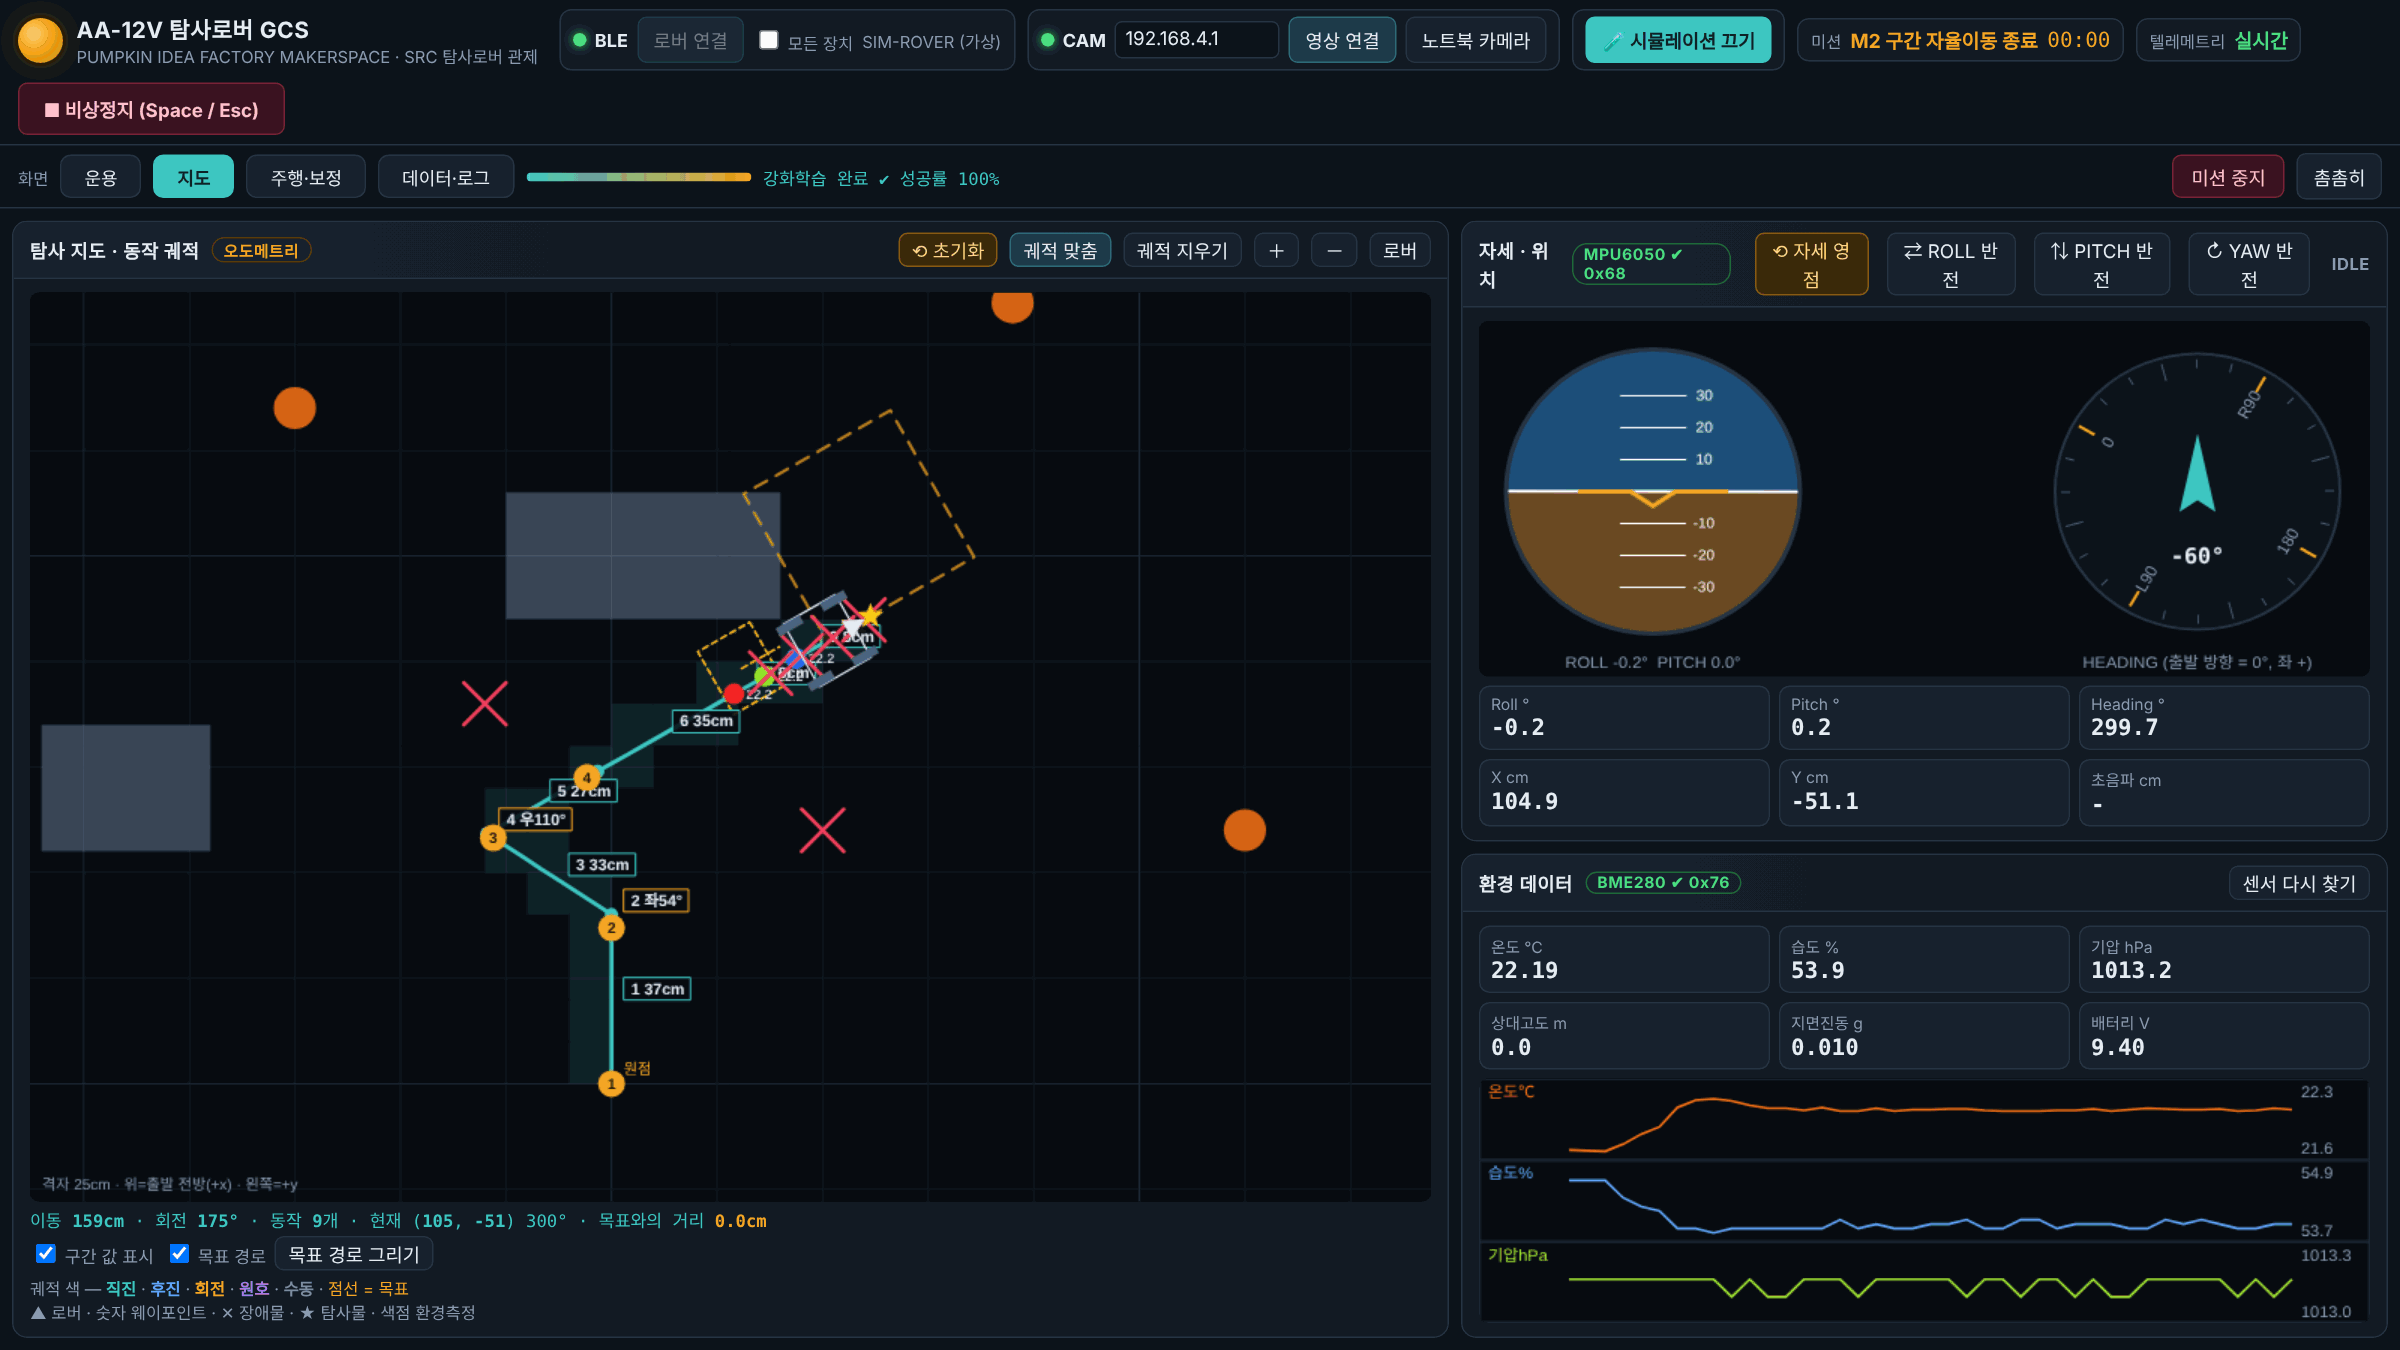 AA-12V 탐사로버 GCS
PUMPKIN IDEA FACTORY MAKERSPACE · SRC 탐사로버 관제
BLE 로버 연결 모든 장치 SIM-ROVER (가상)
CAM 192.168.4.1 영상 연결 노트북 카메라
시뮬레이션 끄기
미션 M2 구간 자율이동 종료 00:00
텔레메트리 실시간
■ 비상정지 (Space / Esc)
화면 운용 지도 주행·보정 데이터·로그 강화학습 완료 ✔ 성공률 100%
미션 중지 촘촘히
탐사 지도 · 동작 궤적 오도메트리
⟲ 초기화 궤적 맞춤 궤적 지우기 + − 로버
22.2
22.2
6 35cm
4
5 27cm
4 우110°
3
3 33cm
2 좌54°
2
1 37cm
원점
1
격자 25cm · 위=출발 전방(+x) · 왼쪽=+y
이동 159cm · 회전 175° · 동작 9개 · 현재 (105, -51) 300° · 목표와의 거리 0.0cm
구간 값 표시 목표 경로 목표 경로 그리기
궤적 색 — 직진 · 후진 · 회전 · 원호 · 수동 · 점선 = 목표
▲ 로버 · 숫자 웨이포인트 · ✕ 장애물 · ★ 탐사물 · 색점 환경측정
자세 · 위치
MPU6050 ✔ 0x68
⟲ 자세 영점
⇄ ROLL 반전
⇅ PITCH 반전
↻ YAW 반전
IDLE
30
20
10
-10
-20
-30
ROLL -0.2° PITCH 0.0°
0
R90
180
L90
-60°
HEADING (출발 방향 = 0°, 좌 +)
Roll °
-0.2
Pitch °
0.2
Heading °
299.7
X cm
104.9
Y cm
-51.1
초음파 cm
-
환경 데이터 BME280 ✔ 0x76 센서 다시 찾기
온도 °C
22.19
습도 %
53.9
기압 hPa
1013.2
상대고도 m
0.0
지면진동 g
0.010
배터리 V
9.40
온도°C 22.3
21.6
습도% 54.9
53.7
기압hPa 1013.3
1013.0